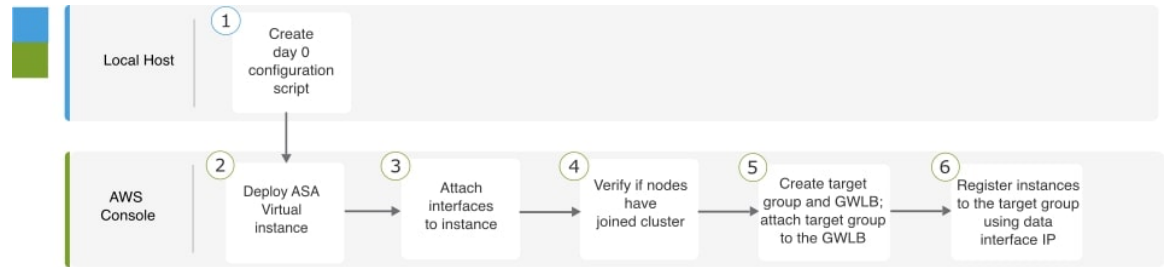 Local Host
1
Create
day 0
configuration
script
AWS
Console
2
Deploy ASA
Virtual
instance
3
Attach
interfaces
to instance
4
Verify if nodes
have
joined cluster
5
Create target
group and GWLB;
attach target group
to the GWLB
6
Register instances
to the target group
using data
interface IP